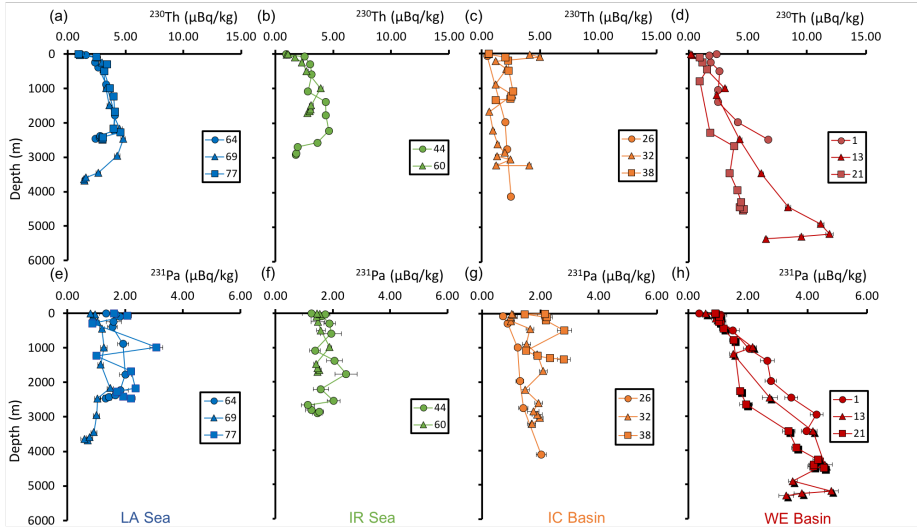 (a) ²³⁰Th (µBq/kg)
0.00 5.00 10.00 15.00
0
1000
2000
3000
4000
5000
6000
Depth (m)
64
69
77
(b) ²³⁰Th (µBq/kg)
0.00 5.00 10.00 15.00
44
60
(c) ²³⁰Th (µBq/kg)
0.00 5.00 10.00 15.00
26
32
38
(d) ²³⁰Th (µBq/kg)
0.00 5.00 10.00 15.00
1
13
21
(e) ²³¹Pa (µBq/kg)
0.00 2.00 4.00 6.00
0
1000
2000
3000
4000
5000
6000
Depth (m)
64
69
77
LA Sea
(f) ²³¹Pa (µBq/kg)
0.00 2.00 4.00 6.00
44
60
IR Sea
(g) ²³¹Pa (µBq/kg)
0.00 2.00 4.00 6.00
26
32
38
IC Basin
(h) ²³¹Pa (µBq/kg)
0.00 2.00 4.00 6.00
1
13
21
WE Basin